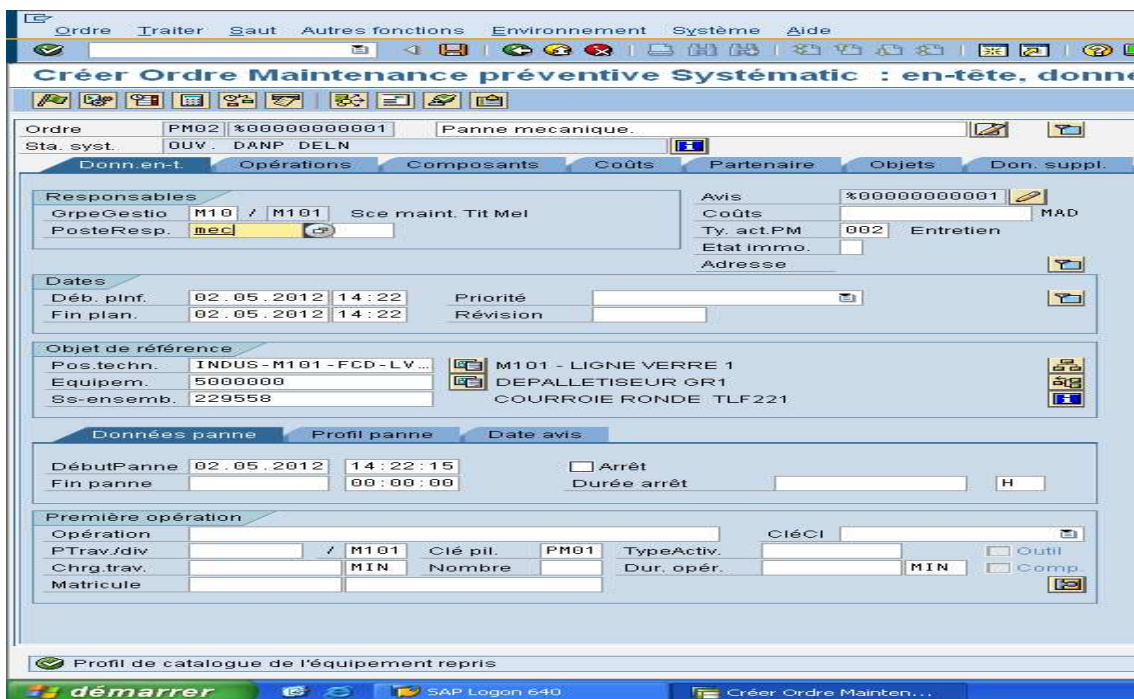 Ordre Traiter Saut Autres fonctions Environnement Système Aide
Créer Ordre Maintenance préventive Systématic : en-tête, donné
Ordre PM02 %00000000001 Panne mecanique.
Sta. syst. OUV. DANP DELN
Donn.en-t. Opérations Composants Coûts Partenaire Objets Don. suppl.
Responsables
GrpeGestio M10 / M101 Sce maint. Tit Mel
PosteResp. mec
Avis %00000000001
Coûts MAD
Ty. act.PM 002 Entretien
Etat immo.
Adresse
Dates
Déb. plnf. 02.05.2012 14:22 Priorité
Fin plan. 02.05.2012 14:22 Révision
Objet de référence
Pos.techn. INDUS-M101-FCD-LV... M101 - LIGNE VERRE 1
Equipem. 5000000 DEPALLETISEUR GR1
Ss-ensemb. 229558 COURROIE RONDE TLF221
Données panne Profil panne Date avis
DébutPanne 02.05.2012 14:22:15 Arrêt
Fin panne 00:00:00 Durée arrêt H
Première opération
Opération CléCl
PTrav./div / M101 Clé pil. PM01 TypeActiv. Outil
Chrg.trav. MIN Nombre Dur. opér. MIN Comp.
Matricule
Profil de catalogue de l'équipement repris
démarrer SAP Logon 640 Créer Ordre Mainten...